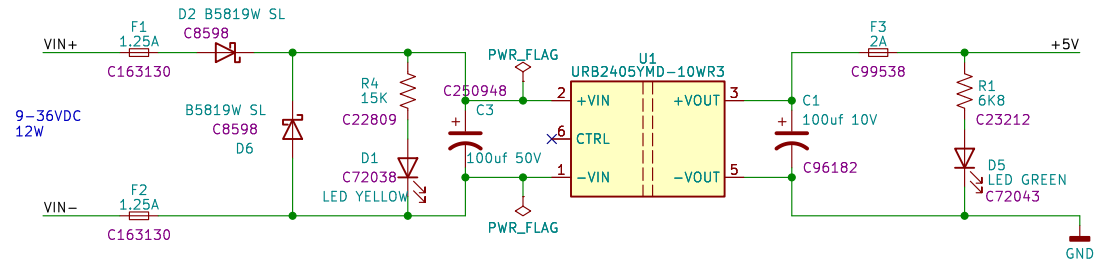 VIN+
F1
1.25A
C163130
D2 B5819W SL
C8598
B5819W SL
C8598
D6
9-36VDC
12W
VIN-
F2
1.25A
C163130
R4
15K
C22809
D1
C72038
LED YELLOW
C250948
C3
+
100uf 50V
PWR_FLAG
PWR_FLAG
U1
URB2405YMD-10WR3
2 +VIN
6 CTRL
1 -VIN
+VOUT 3
-VOUT 5
C1
+
100uf 10V
C96182
F3
2A
C99538
+5V
R1
6K8
C23212
D5
LED GREEN
C72043
GND